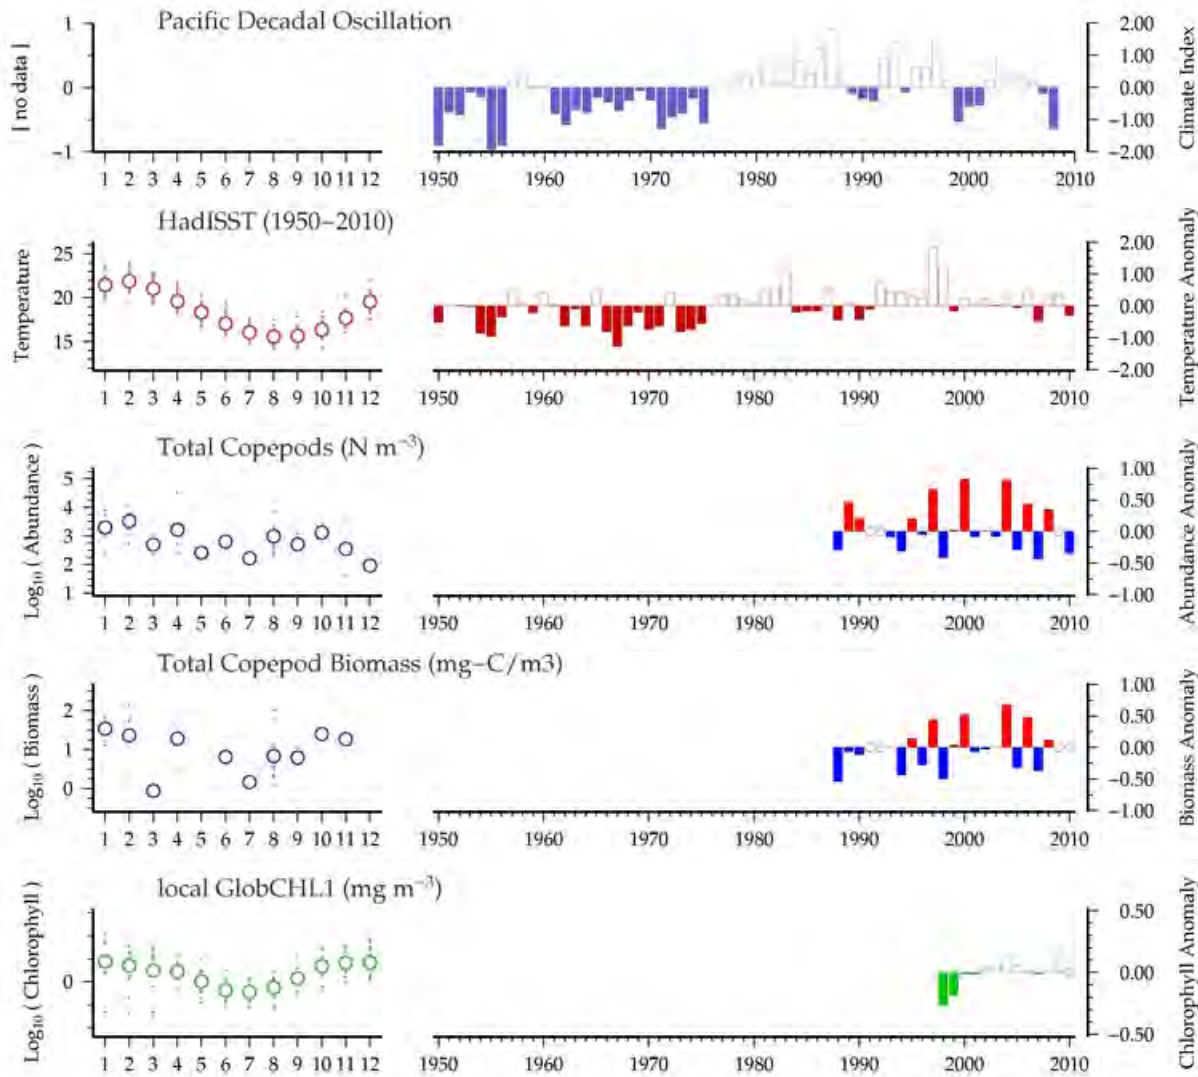 Pacific Decadal Oscillation
[ no data ]
1
0
−1
1 2 3 4 5 6 7 8 9 10 11 12
1950 1960 1970 1980 1990 2000 2010
2.00
1.00
0.00
−1.00
−2.00
Climate Index
HadISST (1950−2010)
Temperature
25
20
15
1 2 3 4 5 6 7 8 9 10 11 12
1950 1960 1970 1980 1990 2000 2010
2.00
1.00
0.00
−1.00
−2.00
Temperature Anomaly
Total Copepods (N m⁻³)
Log₁₀ ( Abundance )
5
4
3
2
1
1 2 3 4 5 6 7 8 9 10 11 12
1950 1960 1970 1980 1990 2000 2010
1.00
0.50
0.00
−0.50
−1.00
Abundance Anomaly
Total Copepod Biomass (mg−C/m3)
Log₁₀ ( Biomass )
2
1
0
1 2 3 4 5 6 7 8 9 10 11 12
1950 1960 1970 1980 1990 2000 2010
1.00
0.50
0.00
−0.50
−1.00
Biomass Anomaly
local GlobCHL1 (mg m⁻³)
Log₁₀ ( Chlorophyll )
0
1 2 3 4 5 6 7 8 9 10 11 12
1950 1960 1970 1980 1990 2000 2010
0.50
0.00
−0.50
Chlorophyll Anomaly